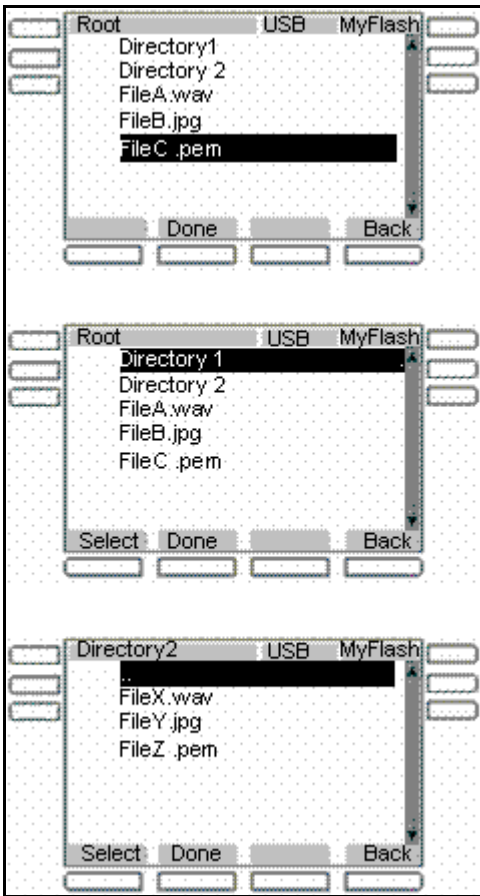 Root USB MyFlash
Directory1
Directory 2
FileA.wav
FileB.jpg
FileC .pem
Done Back
Root USB MyFlash
Directory 1
Directory 2
FileA.wav
FileB.jpg
FileC .pem
Select Done Back
Directory2 USB MyFlash
..
FileX.wav
FileY.jpg
FileZ .pem
Select Done Back